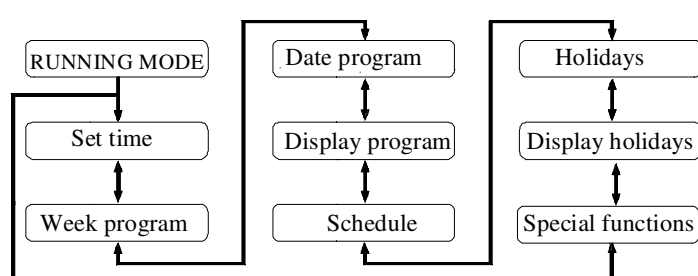 RUNNING MODE
Set time
Week program
Date program
Display program
Schedule
Holidays
Display holidays
Special functions